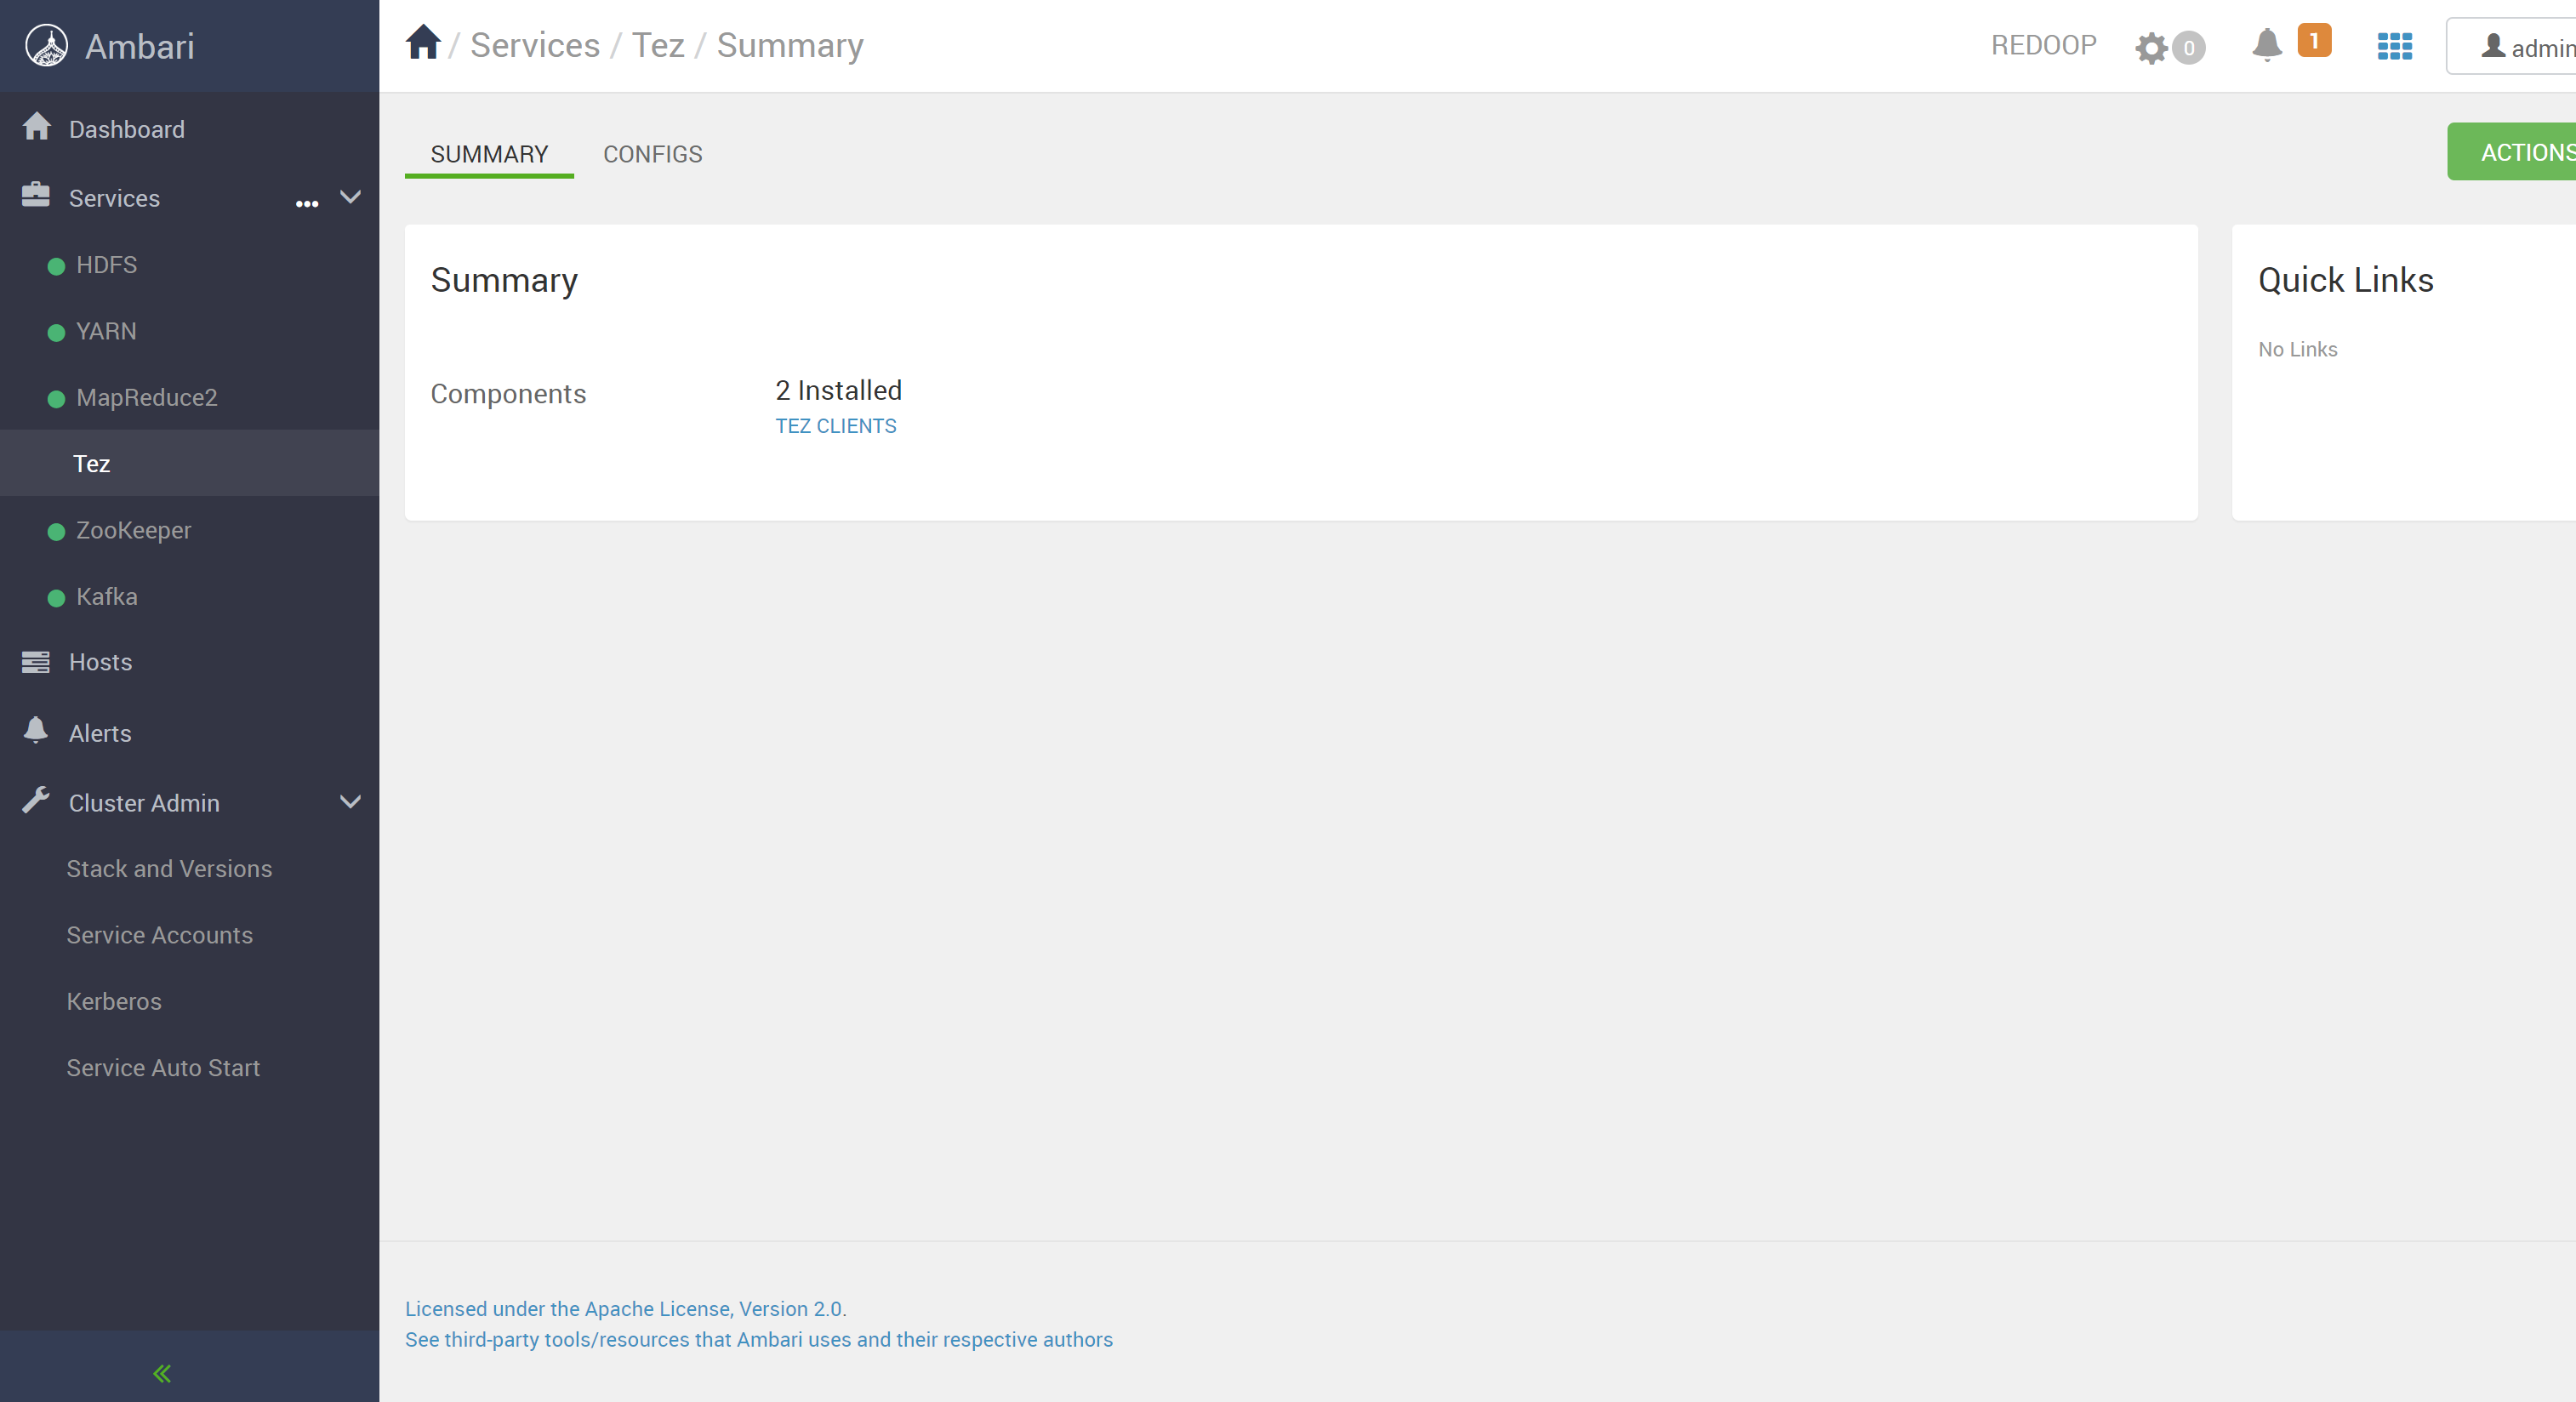 Ambari
/ Services / Tez / Summary
REDOOP
0
1
admin
Dashboard
Services
HDFS
YARN
MapReduce2
Tez
ZooKeeper
Kafka
Hosts
Alerts
Cluster Admin
Stack and Versions
Service Accounts
Kerberos
Service Auto Start
SUMMARY
CONFIGS
ACTIONS
Summary
Components
2 Installed
TEZ CLIENTS
Quick Links
No Links
Licensed under the Apache License, Version 2.0.
See third-party tools/resources that Ambari uses and their respective authors